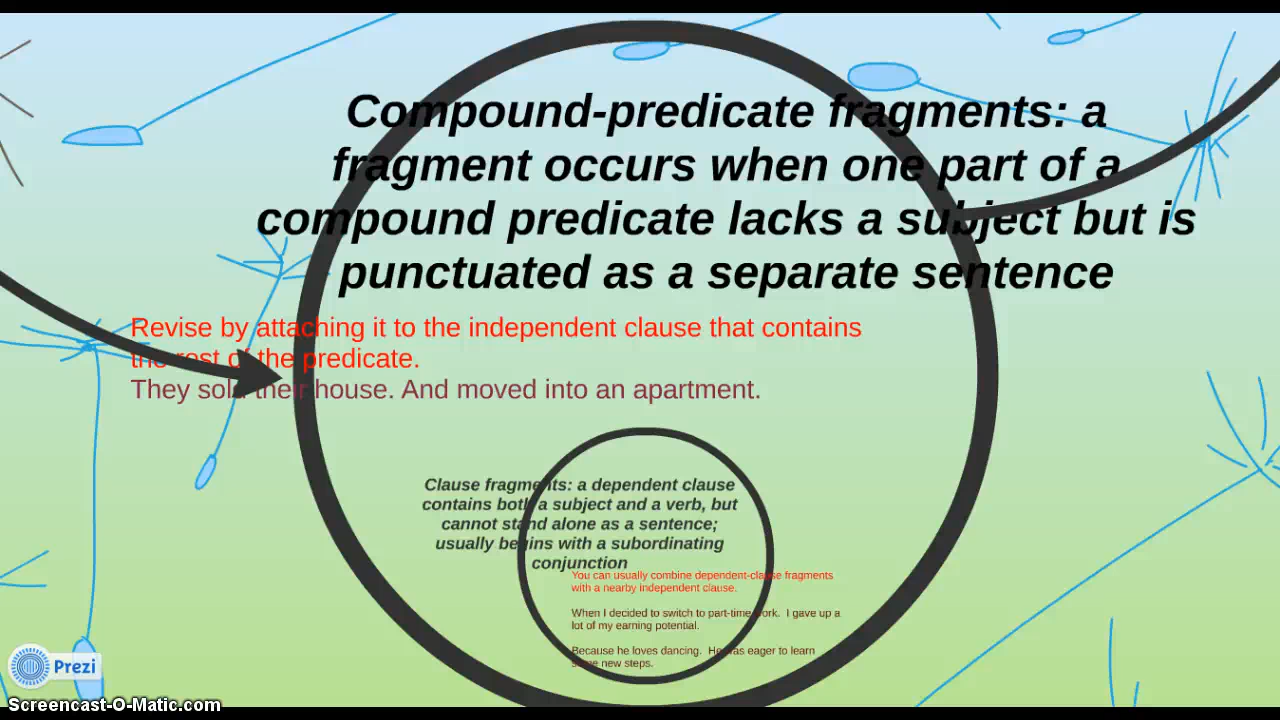 Compound-predicate fragments: a
fragment occurs when one part of a
compound predicate lacks a subject but is
punctuated as a separate sentence
Revise by attaching it to the independent clause that contains
the rest of the predicate.
They sold their house. And moved into an apartment.
Clause fragments: a dependent clause
contains both a subject and a verb, but
cannot stand alone as a sentence;
usually begins with a subordinating
conjunction
You can usually combine dependent-clause fragments
with a nearby independent clause.
When I decided to switch to part-time work. I gave up a
lot of my earning potential.
Because he loves dancing. He was eager to learn
some new steps.
Prezi
Screencast-O-Matic.com